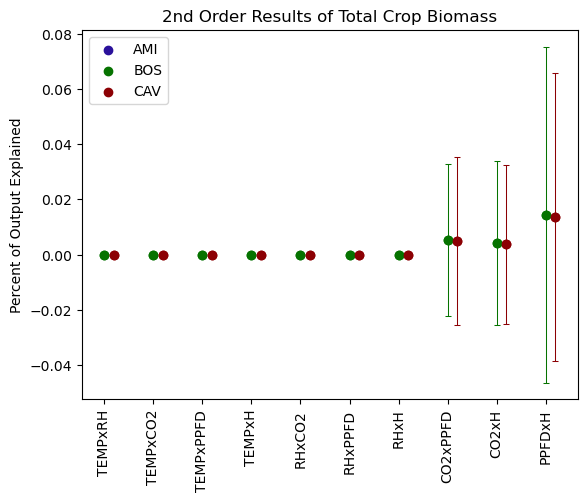 2nd Order Results of Total Crop Biomass
AMI
BOS
CAV
Percent of Output Explained
0.08
0.06
0.04
0.02
0.00
−0.02
−0.04
TEMPxRH
TEMPxCO2
TEMPxPPFD
TEMPxH
RHxCO2
RHxPPFD
RHxH
CO2xPPFD
CO2xH
PPFDxH